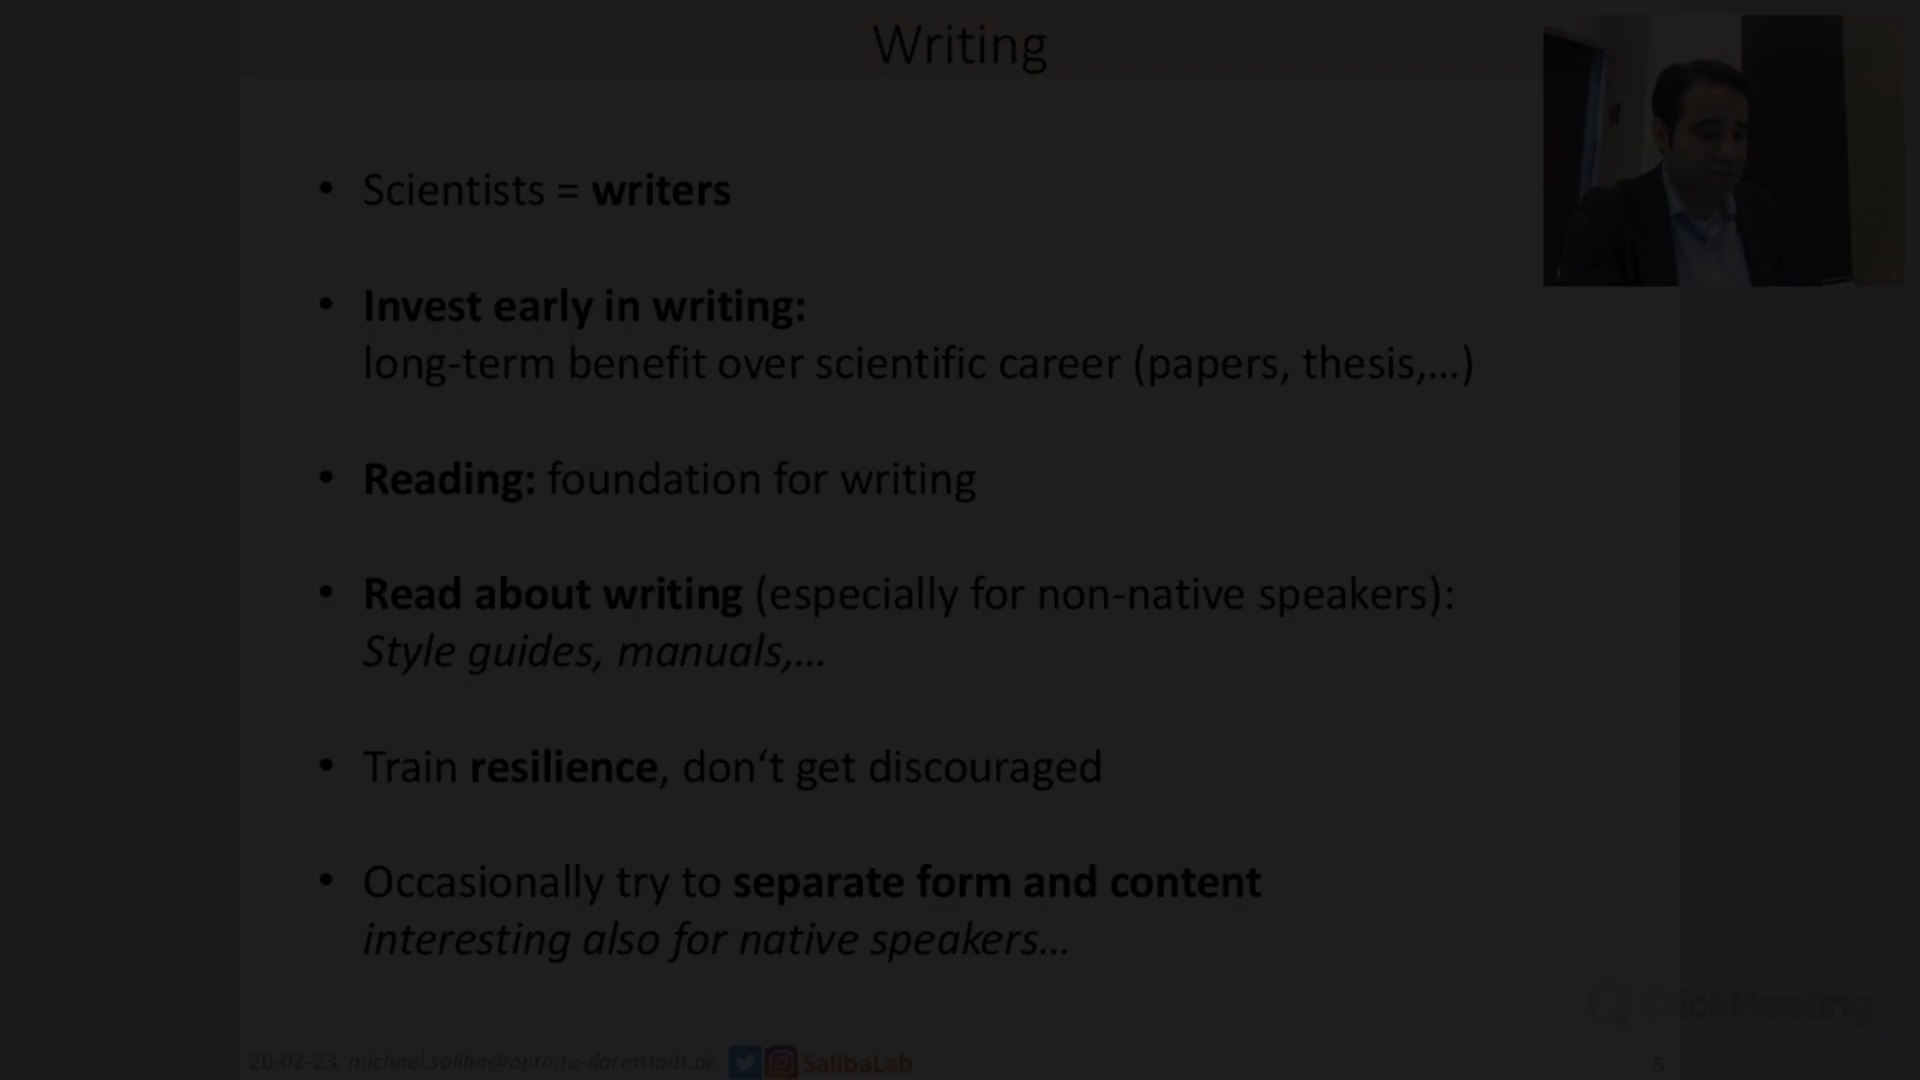 Writing
• Scientists = writers
• Invest early in writing:
long-term benefit over scientific career (papers, thesis,...)
• Reading: foundation for writing
• Read about writing (especially for non-native speakers):
Style guides, manuals,...
• Train resilience, don‘t get discouraged
• Occasionally try to separate form and content
interesting also for native speakers...
ClickMeeting
20-02-23, michael.saliba@opto.tu-darmstadt.de SalibaLab
5